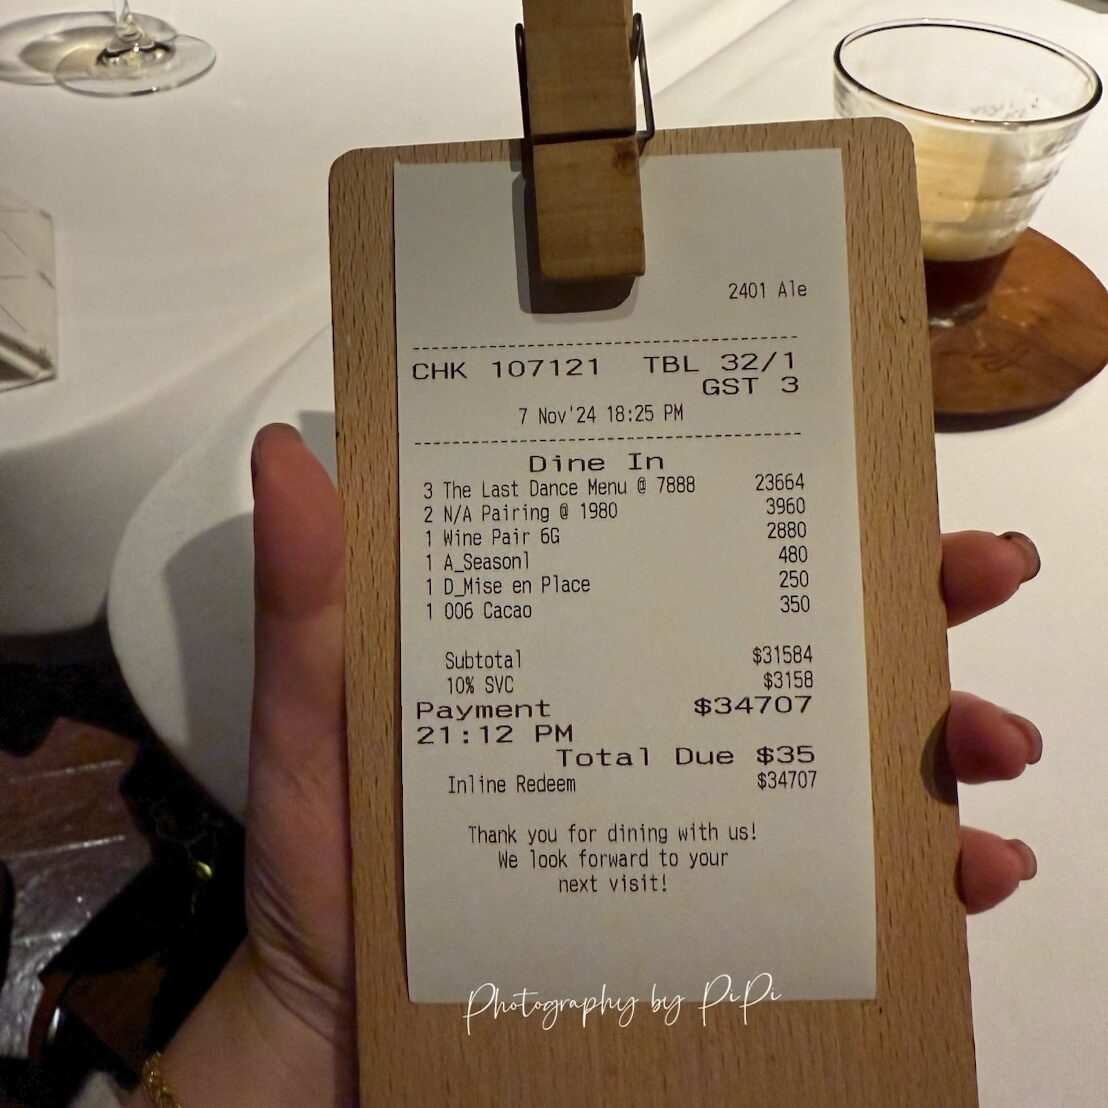 2401 Ale
CHK 107121 TBL 32/1
GST 3
7 Nov'24 18:25 PM
Dine In
3 The Last Dance Menu @ 7888 23664
2 N/A Pairing @ 1980 3960
1 Wine Pair 6G 2880
1 A_Season1 480
1 D_Mise en Place 250
1 006 Cacao 350
Subtotal $31584
10% SVC $3158
Payment $34707
21:12 PM
Total Due $35
Inline Redeem $34707
Thank you for dining with us!
We look forward to your
next visit!
Photography by PiPi